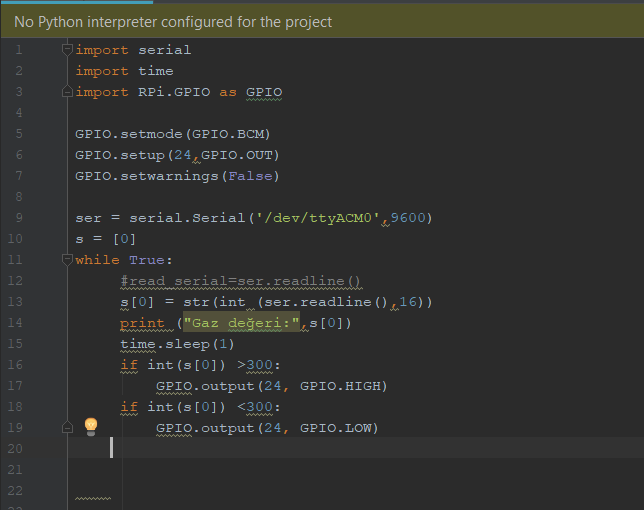 No Python interpreter configured for the project
1 import serial
2 import time
3 import RPi.GPIO as GPIO
4
5 GPIO.setmode(GPIO.BCM)
6 GPIO.setup(24,GPIO.OUT)
7 GPIO.setwarnings(False)
8
9 ser = serial.Serial('/dev/ttyACM0',9600)
10 s = [0]
11 while True:
12 #read_serial=ser.readline()
13 s[0] = str(int (ser.readline(),16))
14 print ("Gaz değeri:",s[0])
15 time.sleep(1)
16 if int(s[0]) >300:
17 GPIO.output(24, GPIO.HIGH)
18 if int(s[0]) <300:
19 GPIO.output(24, GPIO.LOW)
20
21
22